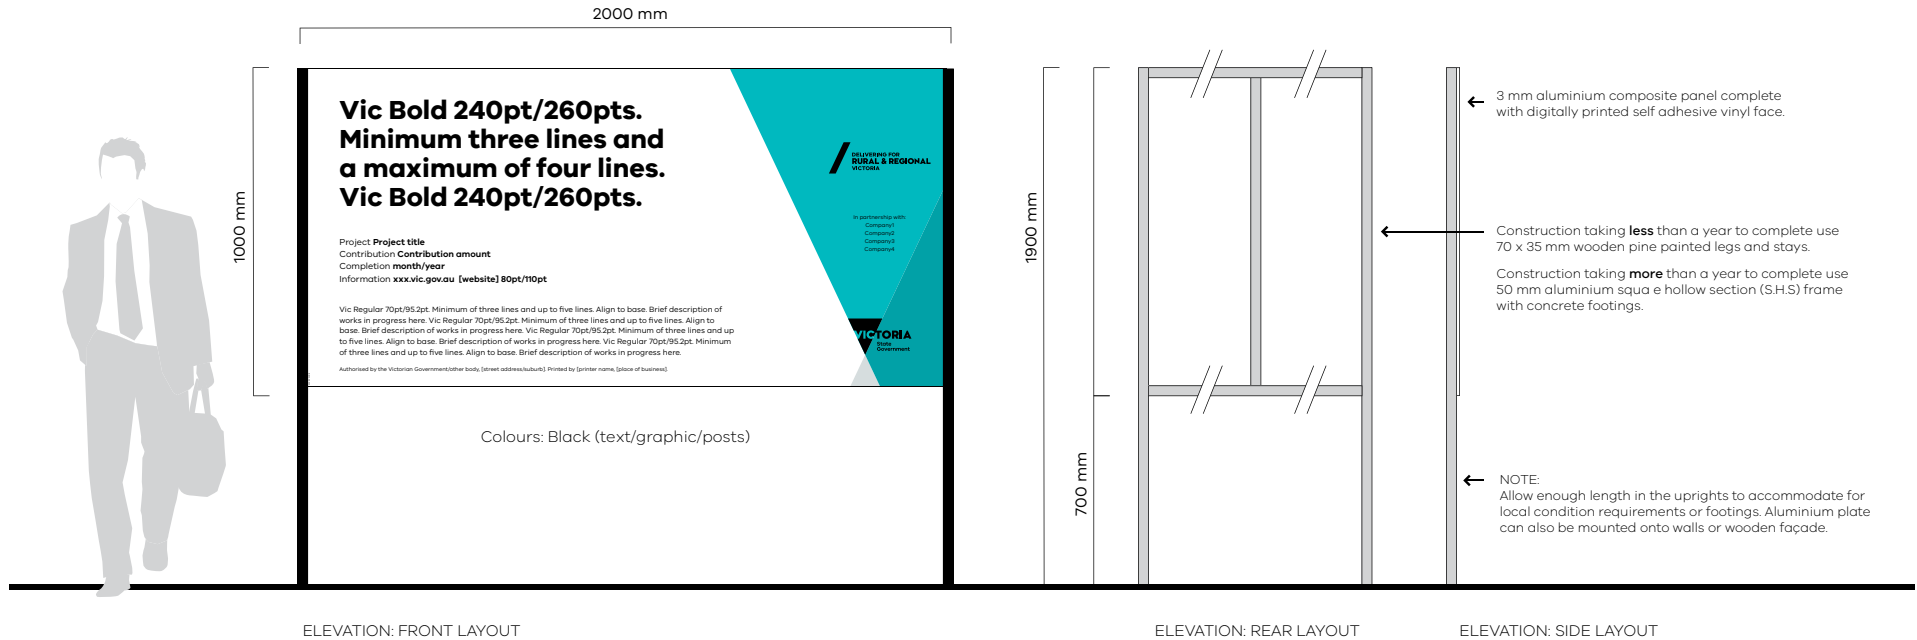 2000 mm
1000 mm
Vic Bold 240pt/260pts.
Minimum three lines and
a maximum of four lines.
Vic Bold 240pt/260pts.
Project Project title
Contribution Contribution amount
Completion month/year
Information xxx.vic.gov.au [website] 80pt/110pt
Vic Regular 70pt/95.2pt. Minimum of three lines and up to five lines. Align to base. Brief description of
works in progress here. Vic Regular 70pt/95.2pt. Minimum of three lines and up to five lines. Align to
base. Brief description of works in progress here. Vic Regular 70pt/95.2pt. Minimum of three lines and up
to five lines. Align to base. Brief description of works in progress here. Vic Regular 70pt/95.2pt. Minimum
of three lines and up to five lines. Align to base. Brief description of works in progress here.
Authorised by the Victorian Government/other body, [street address/suburb]. Printed by [printer name, [place of business].
DELIVERING FOR
RURAL & REGIONAL
VICTORIA
In partnership with:
Company1
Company2
Company3
Company4
VICTORIA
State
Government
Colours: Black (text/graphic/posts)
ELEVATION: FRONT LAYOUT
1900 mm
700 mm
ELEVATION: REAR LAYOUT
3 mm aluminium composite panel complete
with digitally printed self adhesive vinyl face.
Construction taking less than a year to complete use
70 x 35 mm wooden pine painted legs and stays.
Construction taking more than a year to complete use
50 mm aluminium squa e hollow section (S.H.S) frame
with concrete footings.
NOTE:
Allow enough length in the uprights to accommodate for
local condition requirements or footings. Aluminium plate
can also be mounted onto walls or wooden façade.
ELEVATION: SIDE LAYOUT